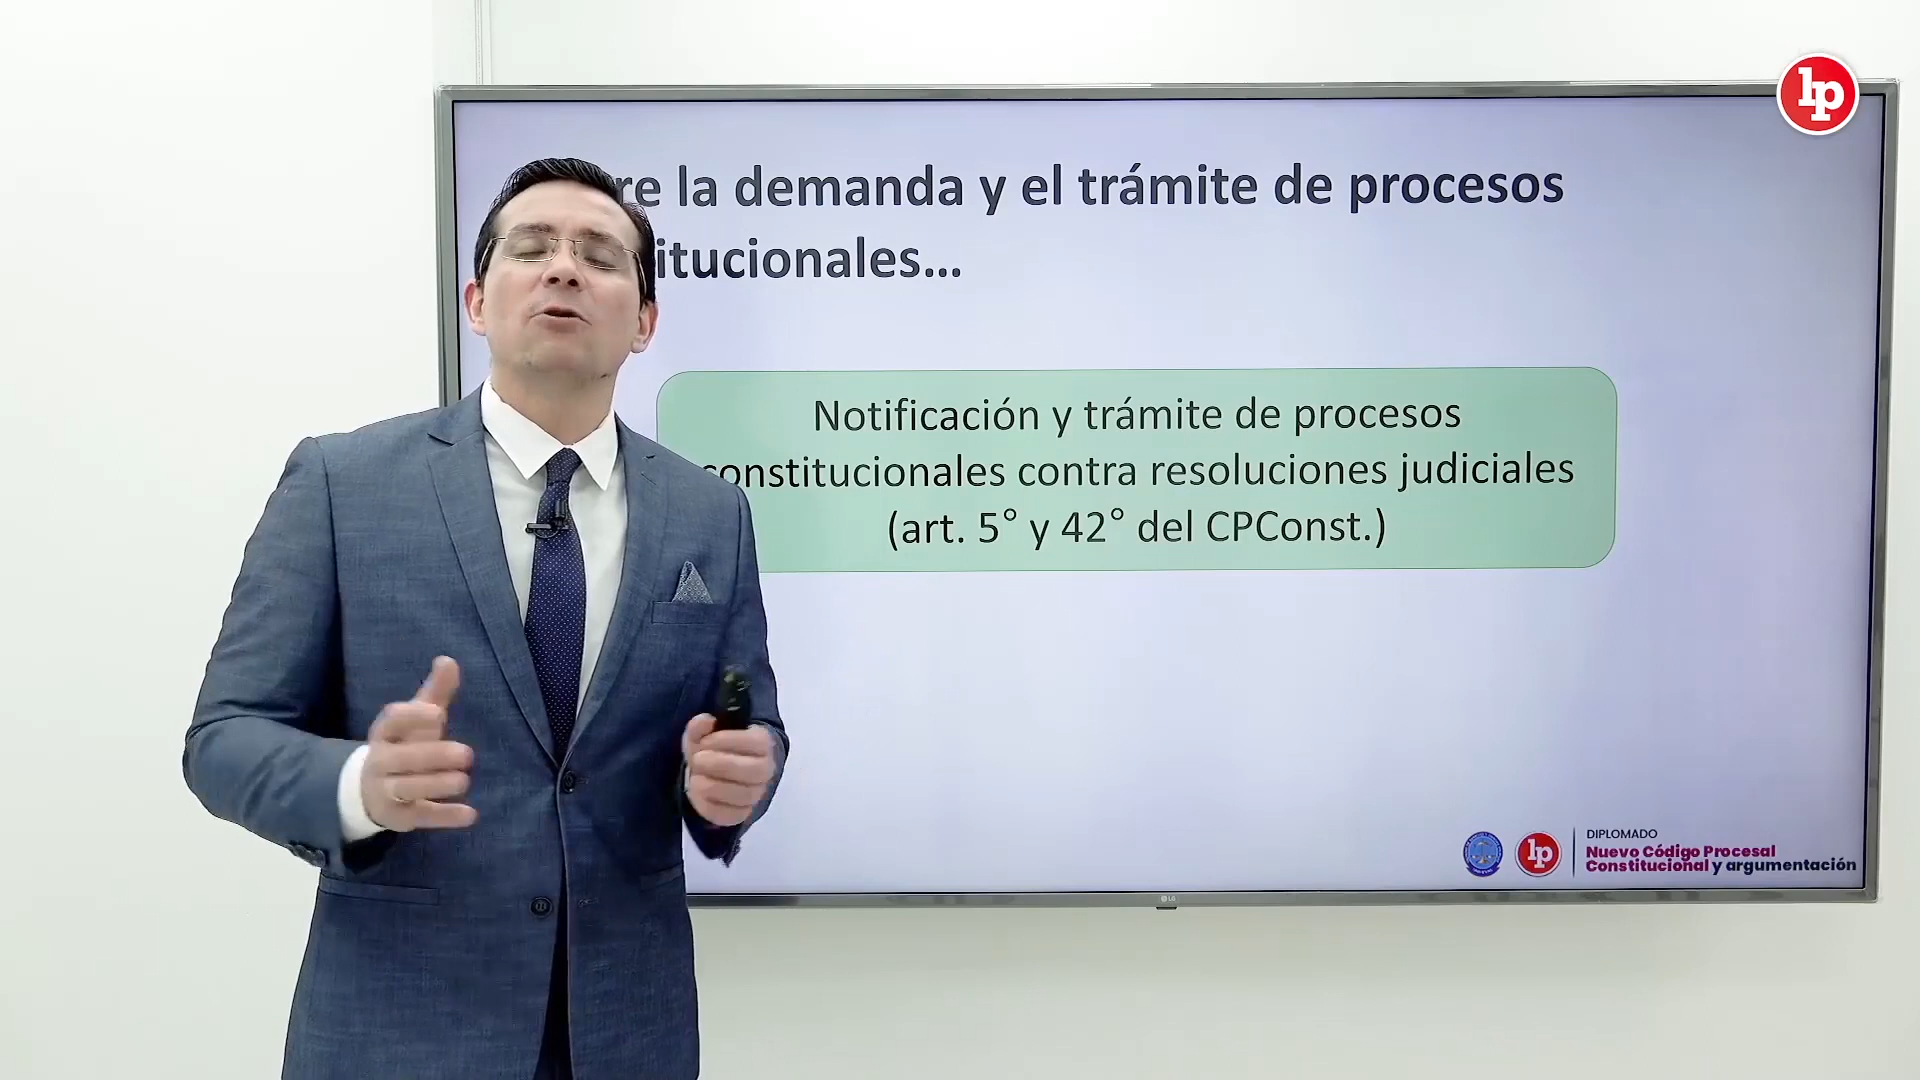 lp
re la demanda y el trámite de procesos
itucionales...
Notificación y trámite de procesos
constitucionales contra resoluciones judiciales
(art. 5° y 42° del CPConst.)
lp
DIPLOMADO
Nuevo Código Procesal
Constitucional y argumentación
LG